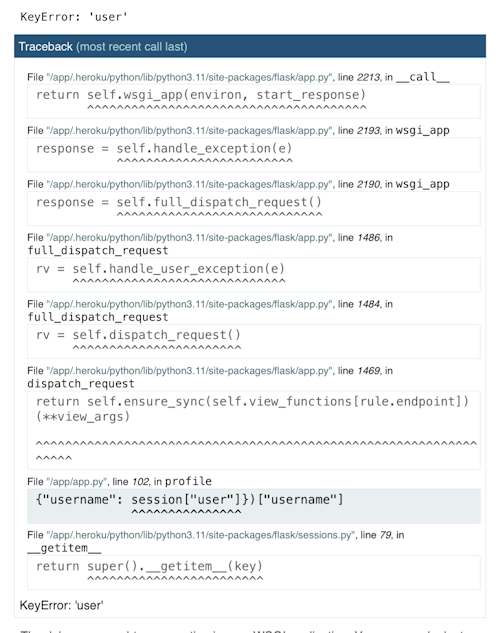 KeyError: 'user'
Traceback (most recent call last)
File "/app/.heroku/python/lib/python3.11/site-packages/flask/app.py", line 2213, in __call__
return self.wsgi_app(environ, start_response)
^^^^^^^^^^^^^^^^^^^^^^^^^^^^^^^^^^^^^
File "/app/.heroku/python/lib/python3.11/site-packages/flask/app.py", line 2193, in wsgi_app
response = self.handle_exception(e)
^^^^^^^^^^^^^^^^^^^^^^^^
File "/app/.heroku/python/lib/python3.11/site-packages/flask/app.py", line 2190, in wsgi_app
response = self.full_dispatch_request()
^^^^^^^^^^^^^^^^^^^^^^^^^^^^
File "/app/.heroku/python/lib/python3.11/site-packages/flask/app.py", line 1486, in
full_dispatch_request
rv = self.handle_user_exception(e)
^^^^^^^^^^^^^^^^^^^^^^^^^^^^^
File "/app/.heroku/python/lib/python3.11/site-packages/flask/app.py", line 1484, in
full_dispatch_request
rv = self.dispatch_request()
^^^^^^^^^^^^^^^^^^^^^^^
File "/app/.heroku/python/lib/python3.11/site-packages/flask/app.py", line 1469, in
dispatch_request
return self.ensure_sync(self.view_functions[rule.endpoint])
(**view_args)
^^^^^^^^^^^^^^^^^^^^^^^^^^^^^^^^^^^^^^^^^^^^^^^^^^^^^^^^^^^^
^^^^^
File "/app/app.py", line 102, in profile
{"username": session["user"]})["username"]
^^^^^^^^^^^^^^^
File "/app/.heroku/python/lib/python3.11/site-packages/flask/sessions.py", line 79, in
__getitem__
return super().__getitem__(key)
^^^^^^^^^^^^^^^^^^^^^^^^
KeyError: 'user'